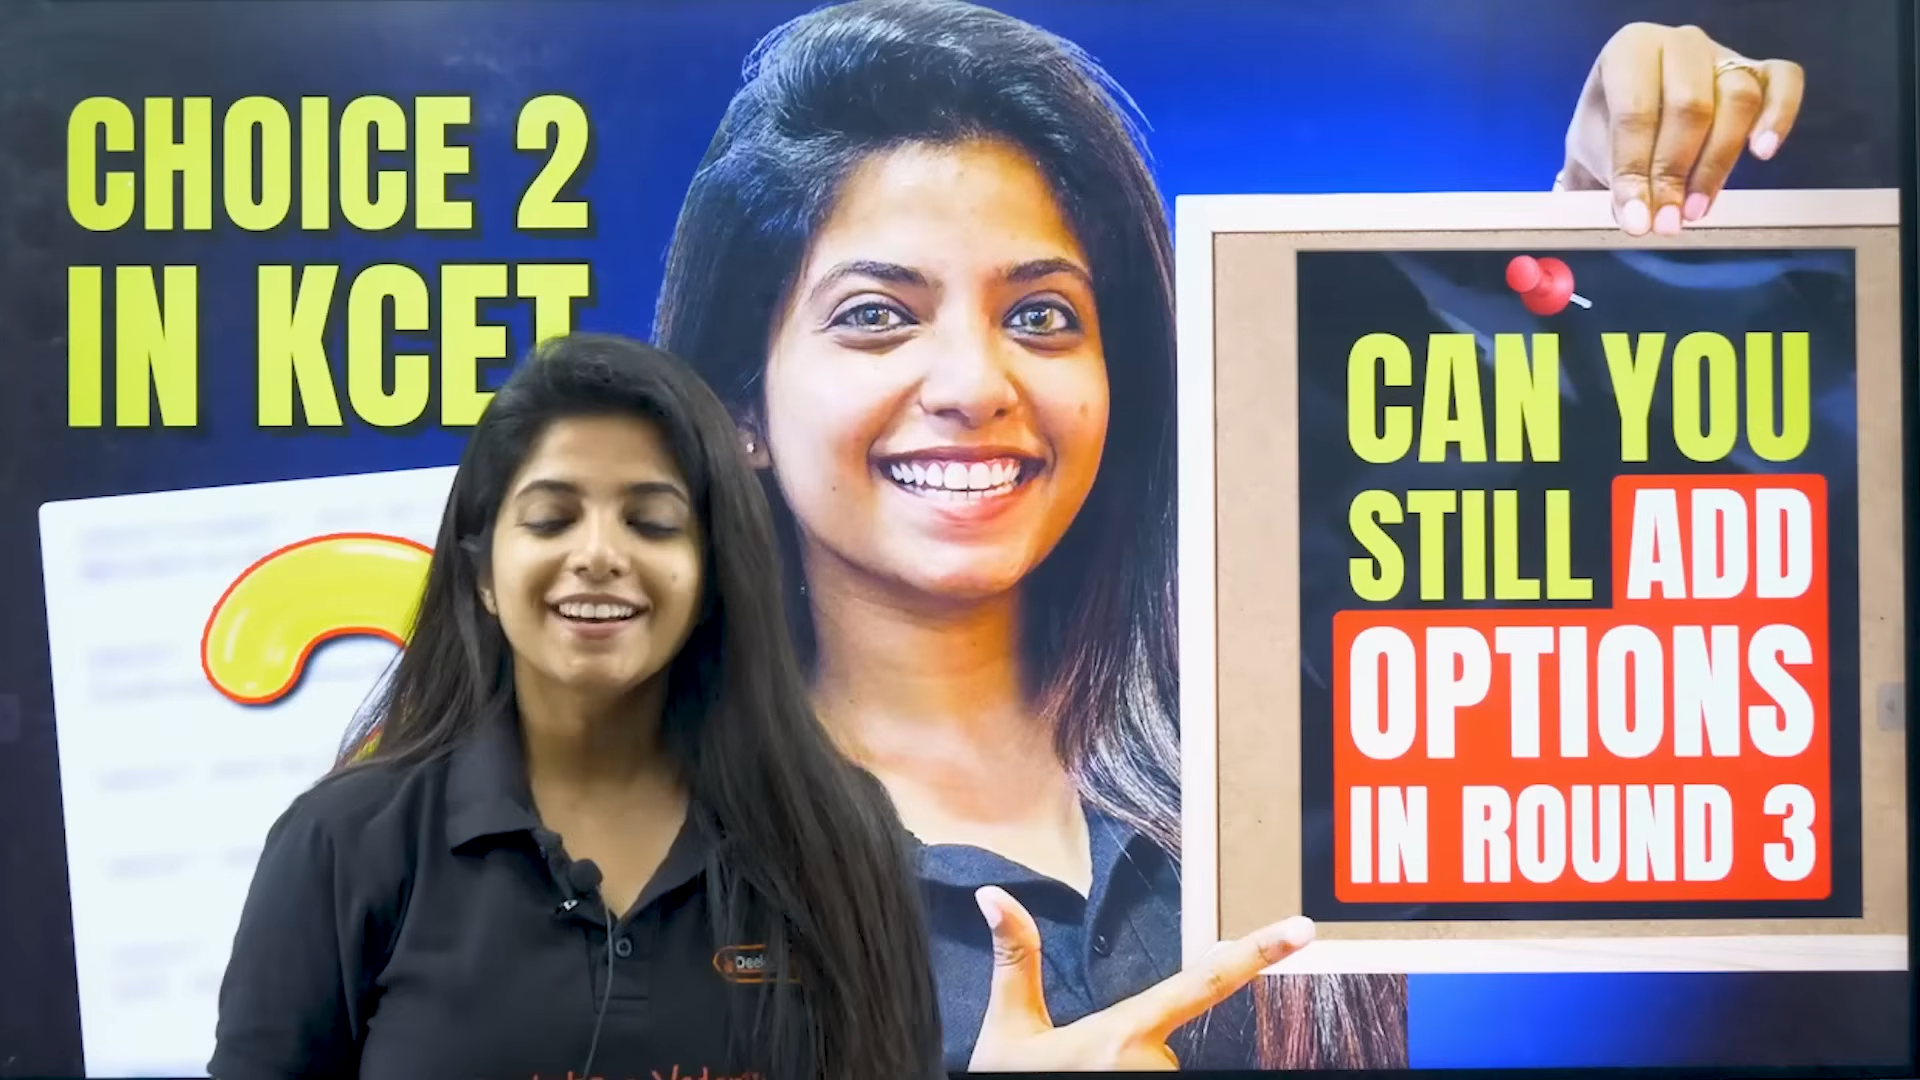 CHOICE 2
IN KCET
CAN YOU
STILL ADD
OPTIONS
IN ROUND 3